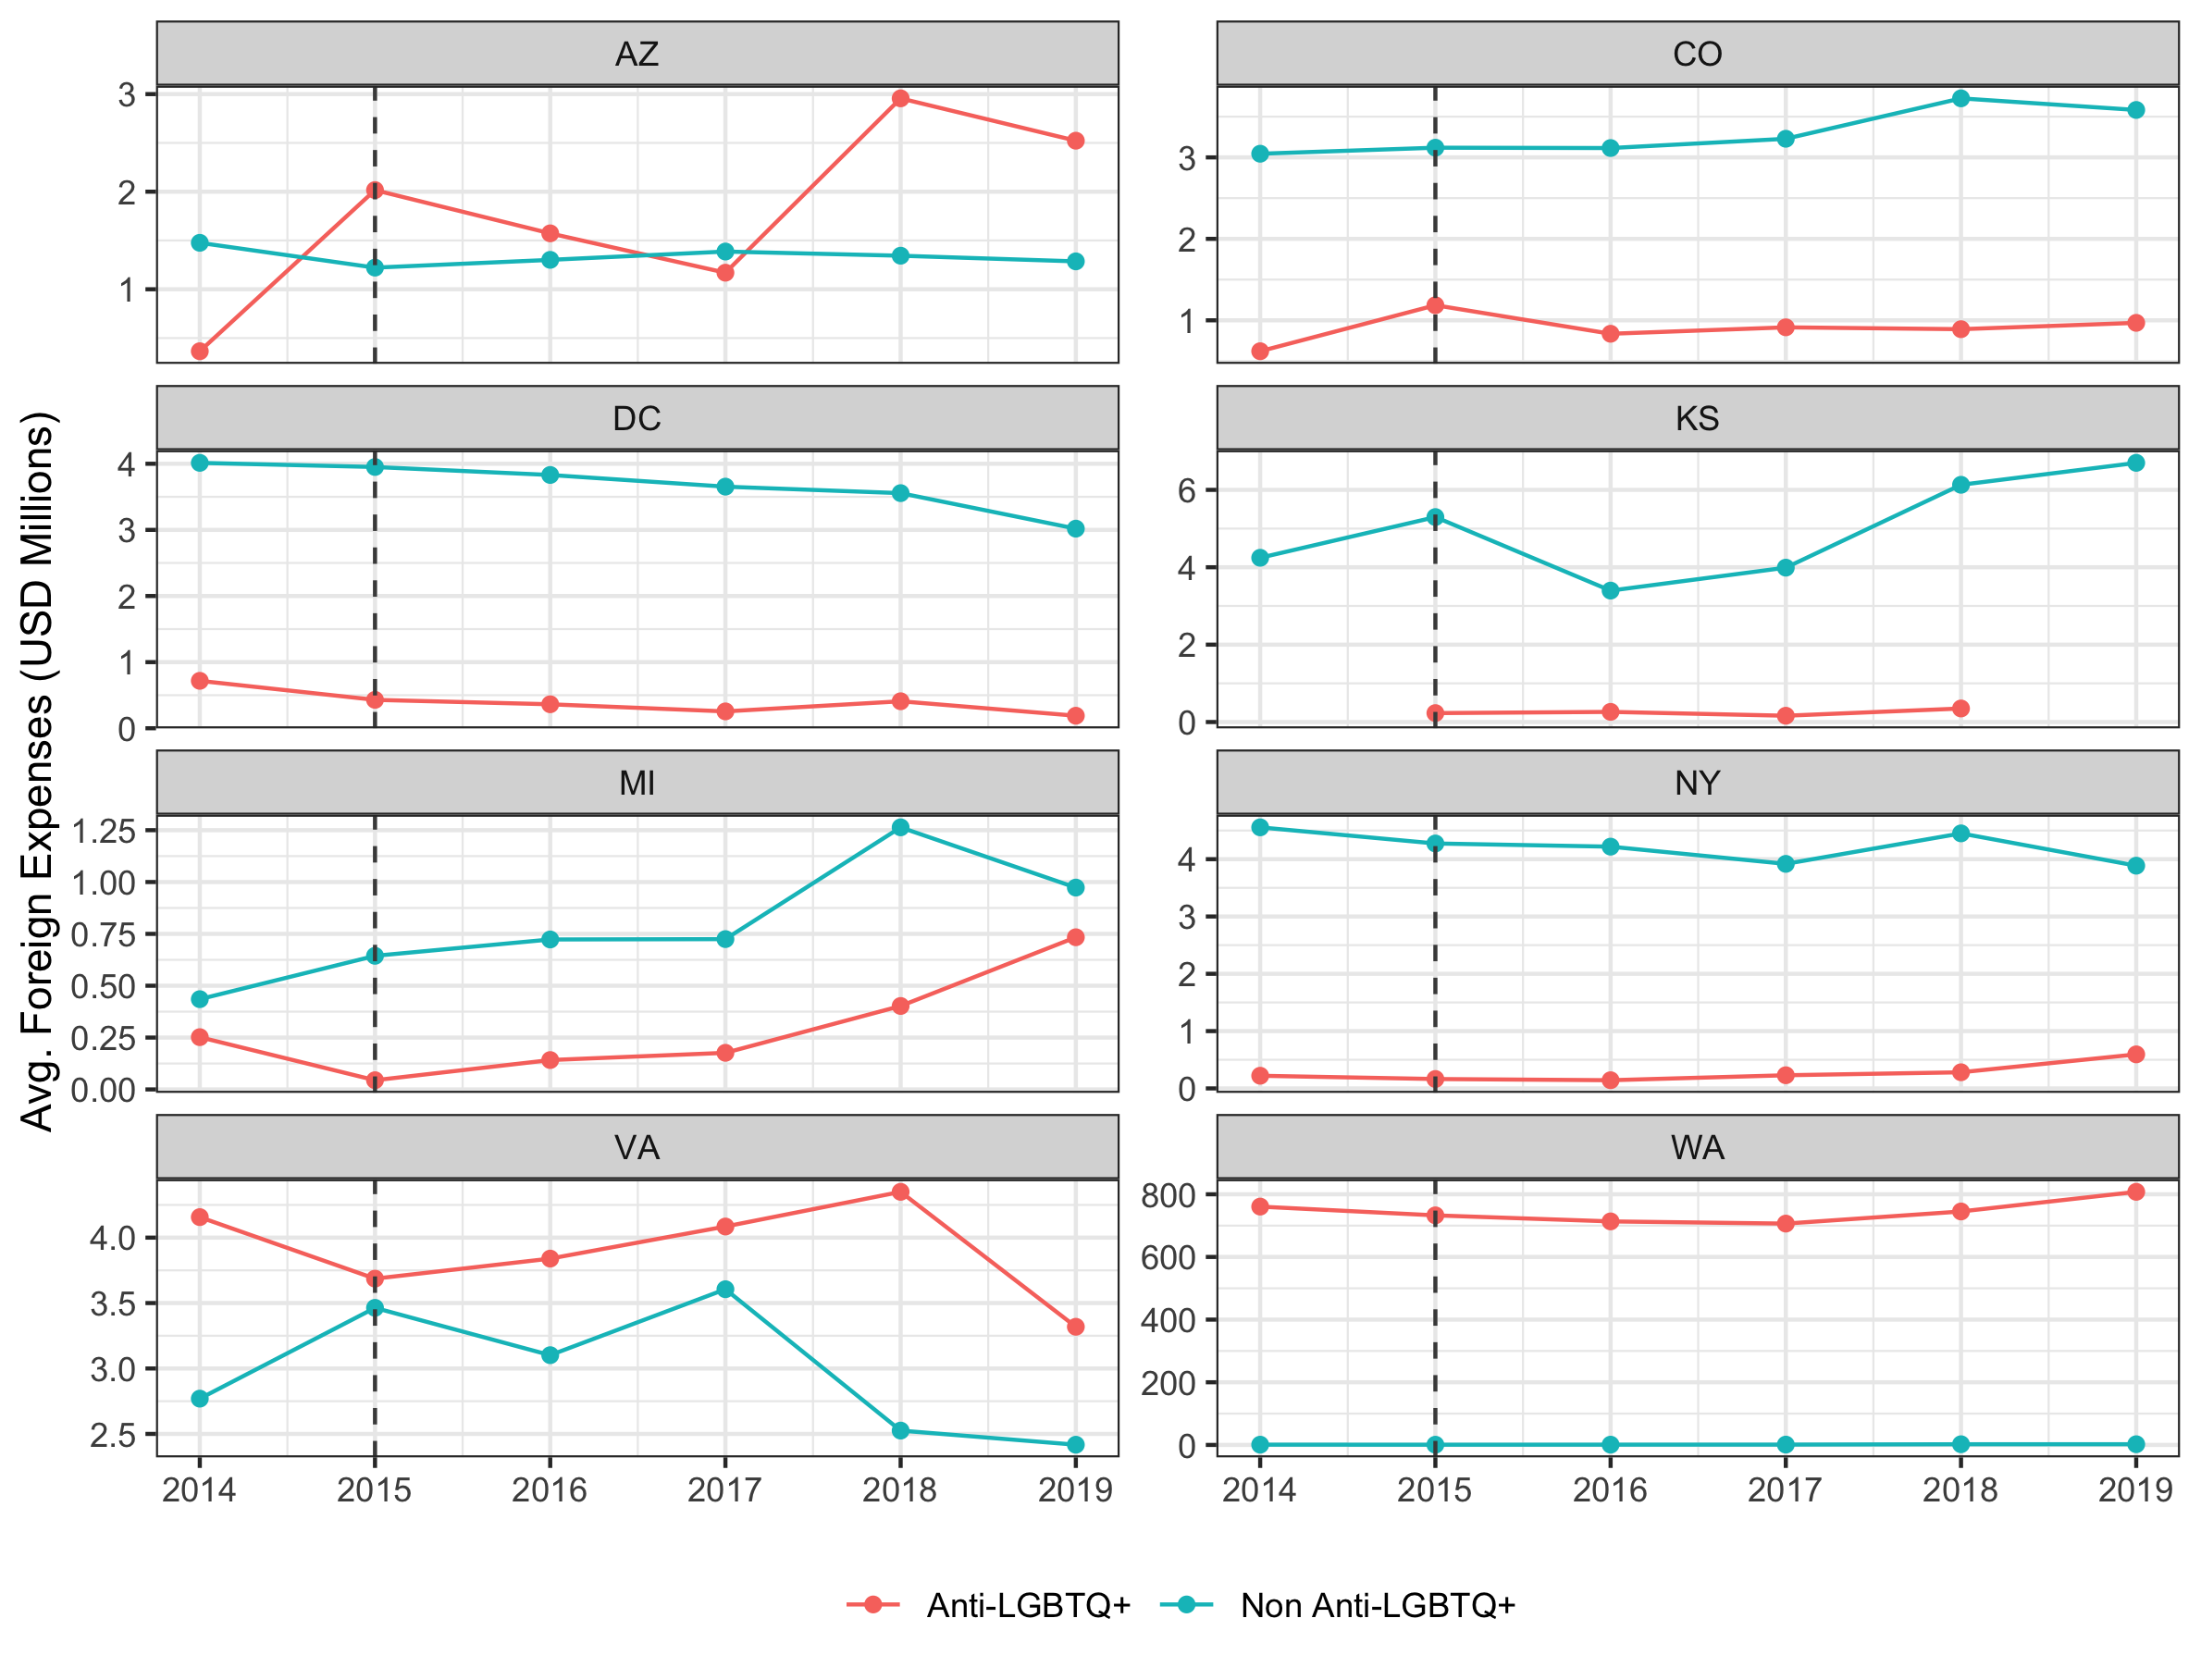 AZ
CO
3
2
1
3
2
1
DC
KS
4
3
2
1
0
6
4
2
0
MI
NY
1.25
1.00
0.75
0.50
0.25
0.00
4
3
2
1
0
VA
WA
4.0
3.5
3.0
2.5
800
600
400
200
0
2014 2015 2016 2017 2018 2019
2014 2015 2016 2017 2018 2019
Avg. Foreign Expenses (USD Millions)
Anti-LGBTQ+ Non Anti-LGBTQ+